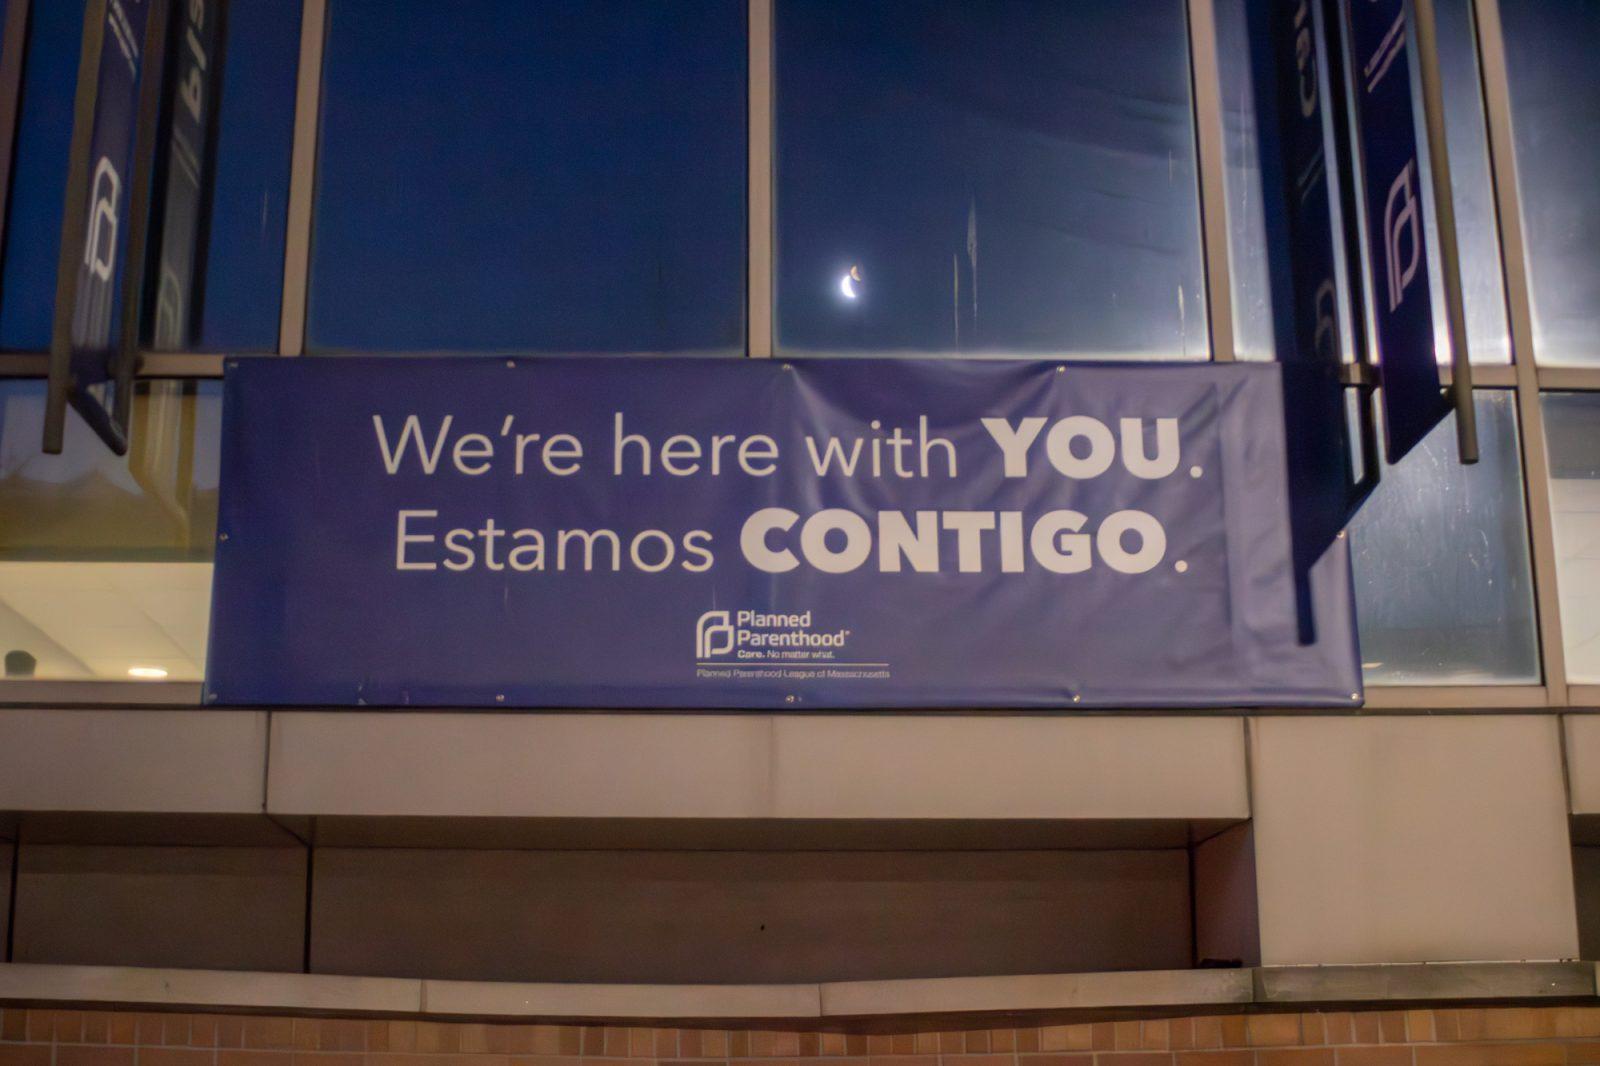 We're here with YOU.
Estamos CONTIGO.
Planned
Parenthood®
Care. No matter what.
Planned Parenthood League of Massachusetts